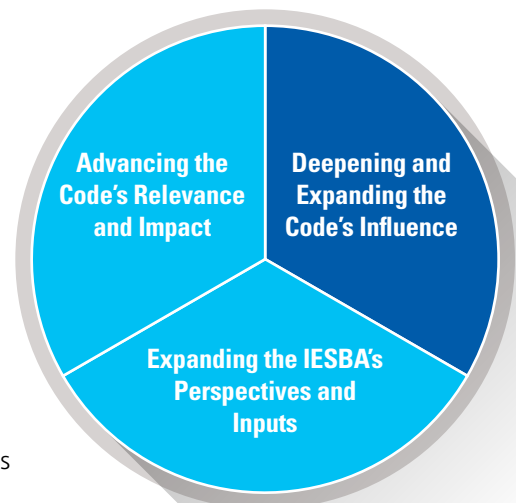 Advancing the
Code's Relevance
and Impact
Deepening and
Expanding the
Code's Influence
Expanding the IESBA's
Perspectives and
Inputs
s